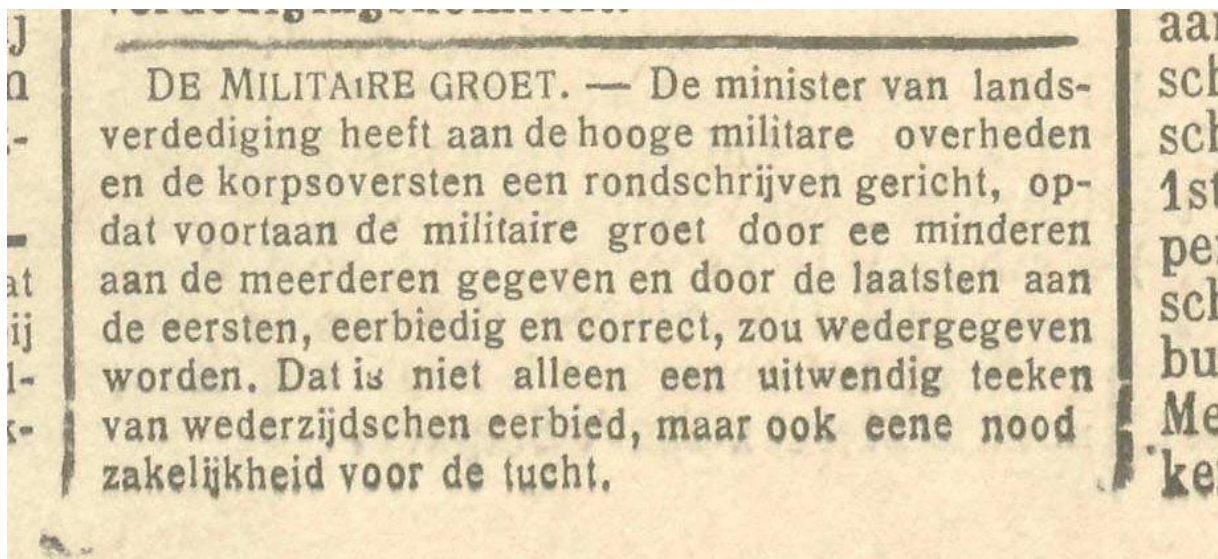 DE MILITAIRE GROET. — De minister van lands-
verdediging heeft aan de hooge militare overheden
en de korpsoversten een rondschrijven gericht, op-
dat voortaan de militaire groet door ee minderen
aan de meerderen gegeven en door de laatsten aan
de eersten, eerbiedig en correct, zou wedergegeven
worden. Dat is niet alleen een uitwendig teeken
van wederzijdschen eerbied, maar ook eene nood
zakelijkheid voor de tucht.